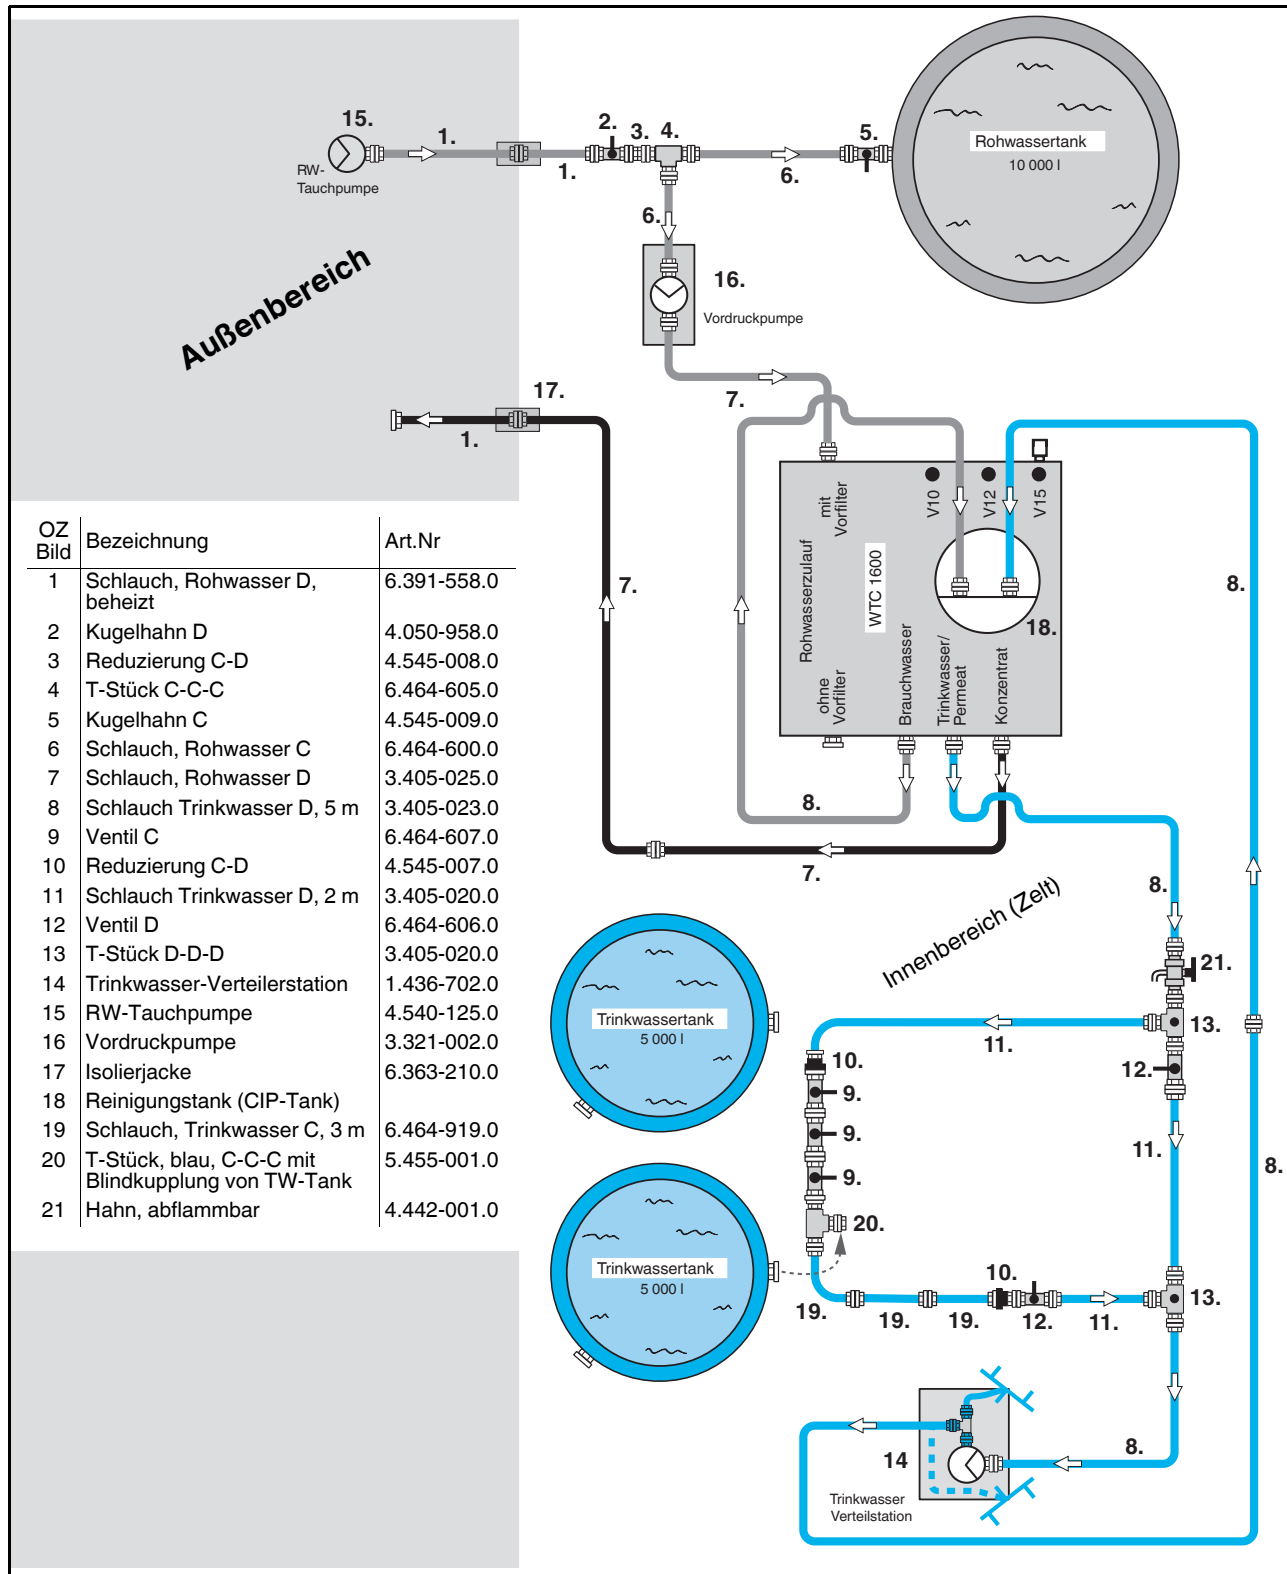 15.
1.
2.
3.
4.
5.
RW-
Tauchpumpe
1.
6.
Rohwassertank
10 000 l
6.
16.
Vordruckpumpe
Außenbereich
17.
1.
7.
V10
V12
V15
mit
Vorfilter
Rohwasserzulauf
WTC 1600
ohne
Vorfilter
Brauchwasser
Trinkwasser/
Permeat
Konzentrat
18.
7.
8.
8.
7.
OZ Bild Bezeichnung Art.Nr
1 Schlauch, Rohwasser D, 6.391-558.0
beheizt
2 Kugelhahn D 4.050-958.0
3 Reduzierung C-D 4.545-008.0
4 T-Stück C-C-C 6.464-605.0
5 Kugelhahn C 4.545-009.0
6 Schlauch, Rohwasser C 6.464-600.0
7 Schlauch, Rohwasser D 3.405-025.0
8 Schlauch Trinkwasser D, 5 m 3.405-023.0
9 Ventil C 6.464-607.0
10 Reduzierung C-D 4.545-007.0
11 Schlauch Trinkwasser D, 2 m 3.405-020.0
12 Ventil D 6.464-606.0
13 T-Stück D-D-D 3.405-020.0
14 Trinkwasser-Verteilerstation 1.436-702.0
15 RW-Tauchpumpe 4.540-125.0
16 Vordruckpumpe 3.321-002.0
17 Isolierjacke 6.363-210.0
18 Reinigungstank (CIP-Tank)
19 Schlauch, Trinkwasser C, 3 m 6.464-919.0
20 T-Stück, blau, C-C-C mit 5.455-001.0
Blindkupplung von TW-Tank
21 Hahn, abflammbar 4.442-001.0
Innenbereich (Zelt)
8.
21.
13.
11.
12.
10.
9.
9.
9.
11.
8.
Trinkwassertank
5 000 l
20.
Trinkwassertank
5 000 l
10.
13.
19.
19.
19.
12.
11.
14
8.
Trinkwasser
Verteilstation